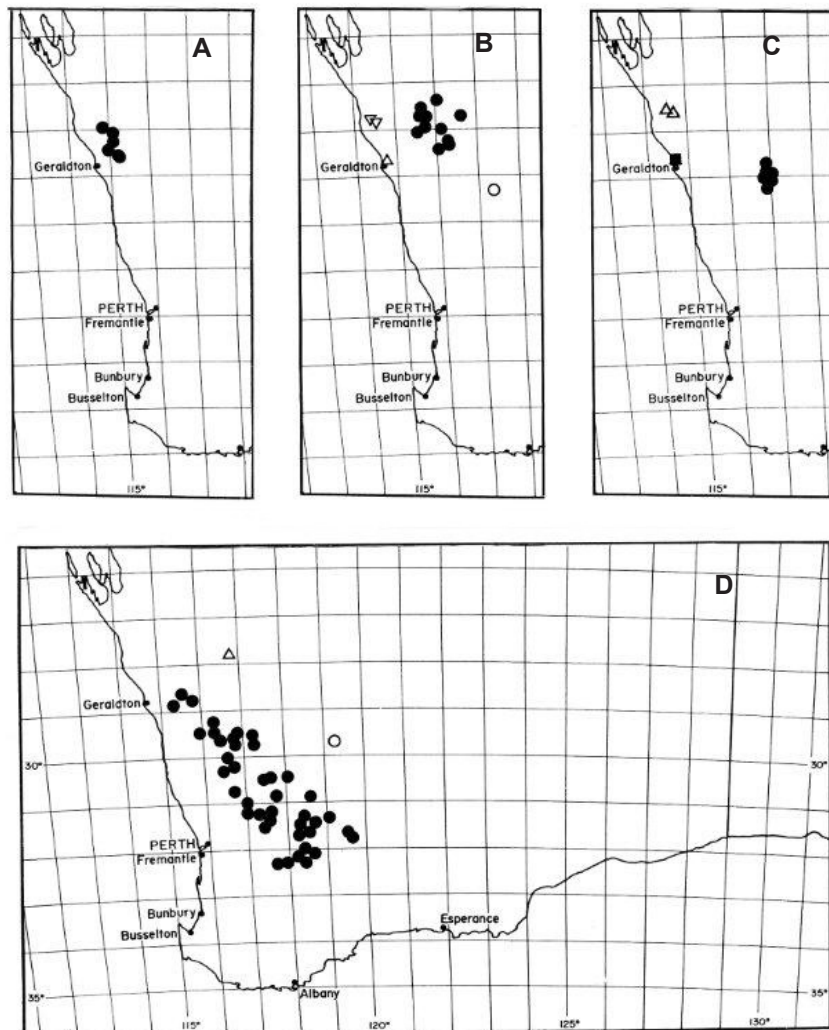 A
Geraldton
PERTH
Fremantle
Bunbury
Busselton
115°
B
Geraldton
PERTH
Fremantle
Bunbury
Busselton
115°
C
Geraldton
PERTH
Fremantle
Bunbury
Busselton
115°
D
Geraldton
30°
30°
PERTH
Fremantle
Bunbury
Busselton
Esperance
Albany
35°
35°
115°
120°
125°
130°